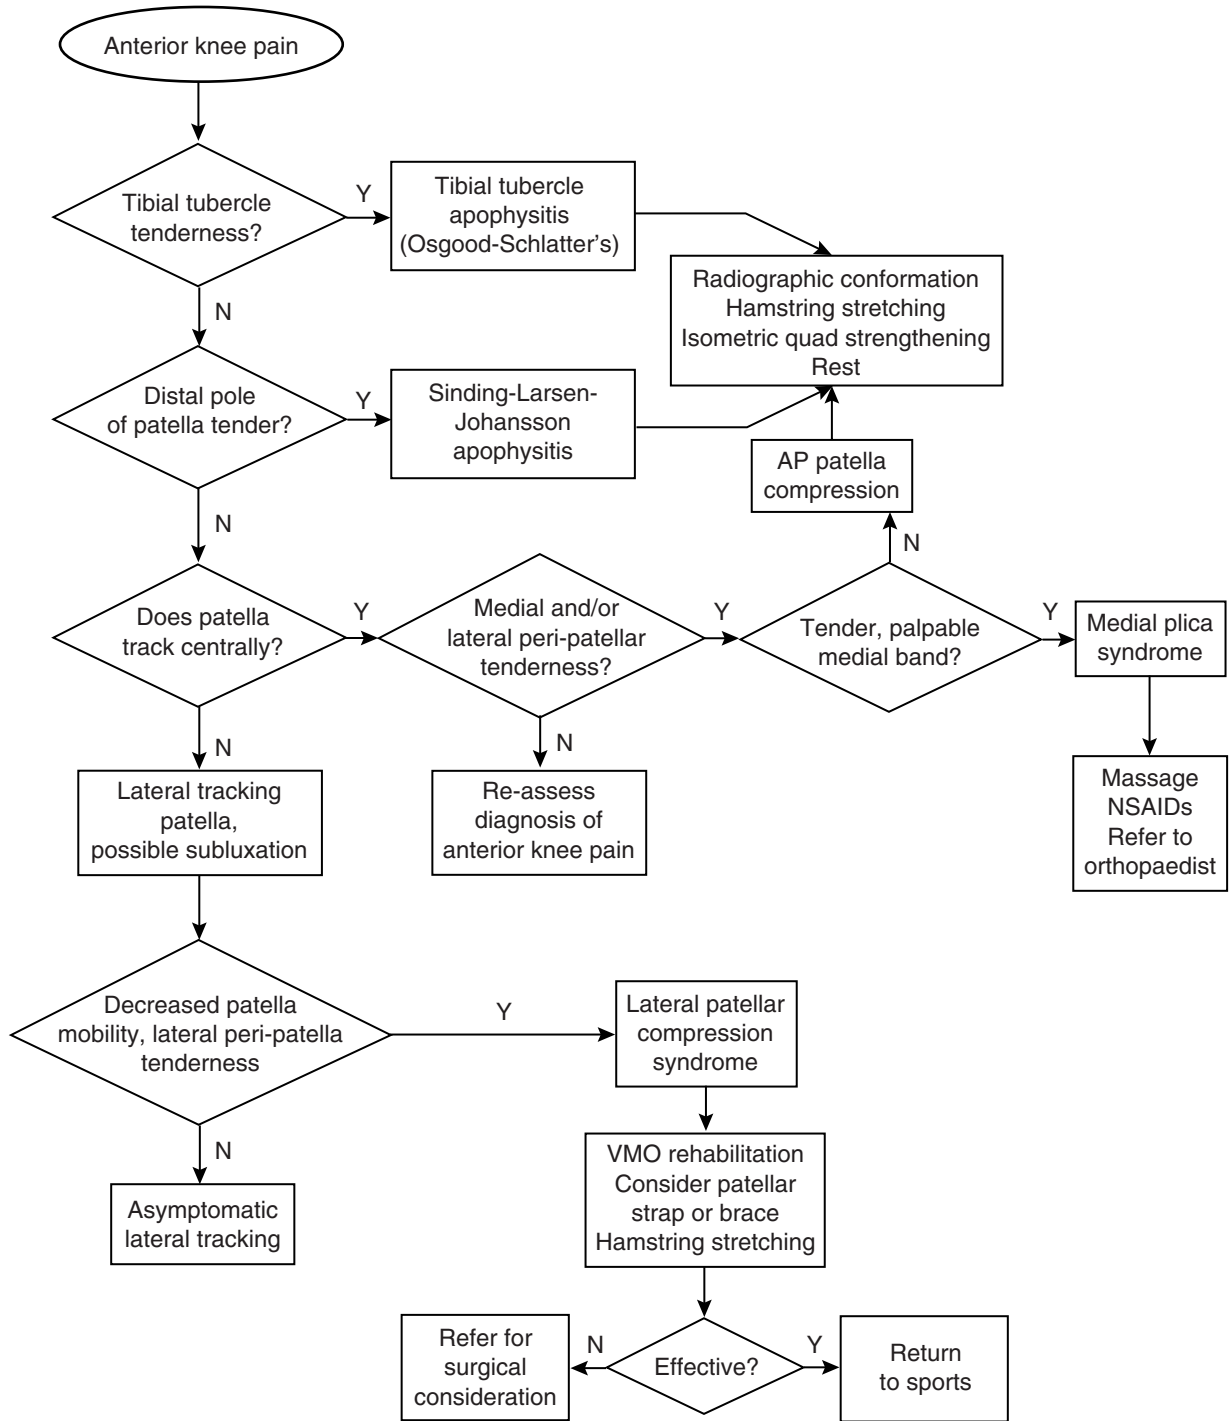 Anterior knee pain
Tibial tubercle
tenderness?
Y
Tibial tubercle
apophysitis
(Osgood-Schlatter’s)
Radiographic conformation
Hamstring stretching
Isometric quad strengthening
Rest
N
Distal pole
of patella tender?
Y
Sinding-Larsen-
Johansson
apophysitis
AP patella
compression
N
N
Does patella
track centrally?
Y
Medial and/or
lateral peri-patellar
tenderness?
Y
Tender, palpable
medial band?
Y
Medial plica
syndrome
N
N
Lateral tracking
patella,
possible subluxation
Re-assess
diagnosis of
anterior knee pain
Massage
NSAIDs
Refer to
orthopaedist
Decreased patella
mobility, lateral peri-patella
tenderness
Y
Lateral patellar
compression
syndrome
N
Asymptomatic
lateral tracking
VMO rehabilitation
Consider patellar
strap or brace
Hamstring stretching
Refer for
surgical
consideration
N
Effective?
Y
Return
to sports